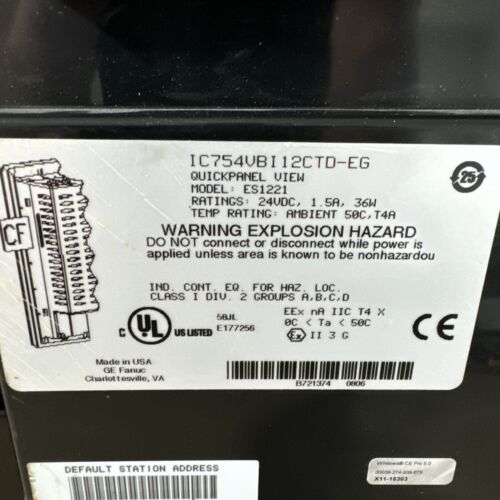 IC754VBI12CTD-EG
QUICKPANEL VIEW
MODEL: ES1221
RATINGS: 24VDC, 1.5A, 36W
TEMP RATING: AMBIENT 50C,T4A
25
CF
WARNING EXPLOSION HAZARD
DO NOT connect or disconnect while power is
applied unless area is known to be nonhazardou
IND. CONT. EQ. FOR HAZ. LOC.
CLASS I DIV. 2 GROUPS A,B,C,D
C UL US LISTED
58JL
E177256
EEx nA IIC T4 X
0C < Ta < 50C
Ex II 3 G
CE
Made in USA
GE Fanuc
Charlottesville, VA
B721374 0806
DEFAULT STATION ADDRESS
Windows® CE Pro 5.0
X11-15303